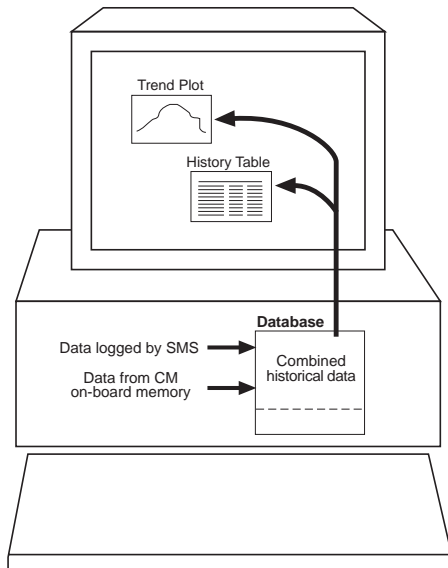 Trend Plot
History Table
Database
Data logged by SMS
Combined
historical data
Data from CM
on-board memory